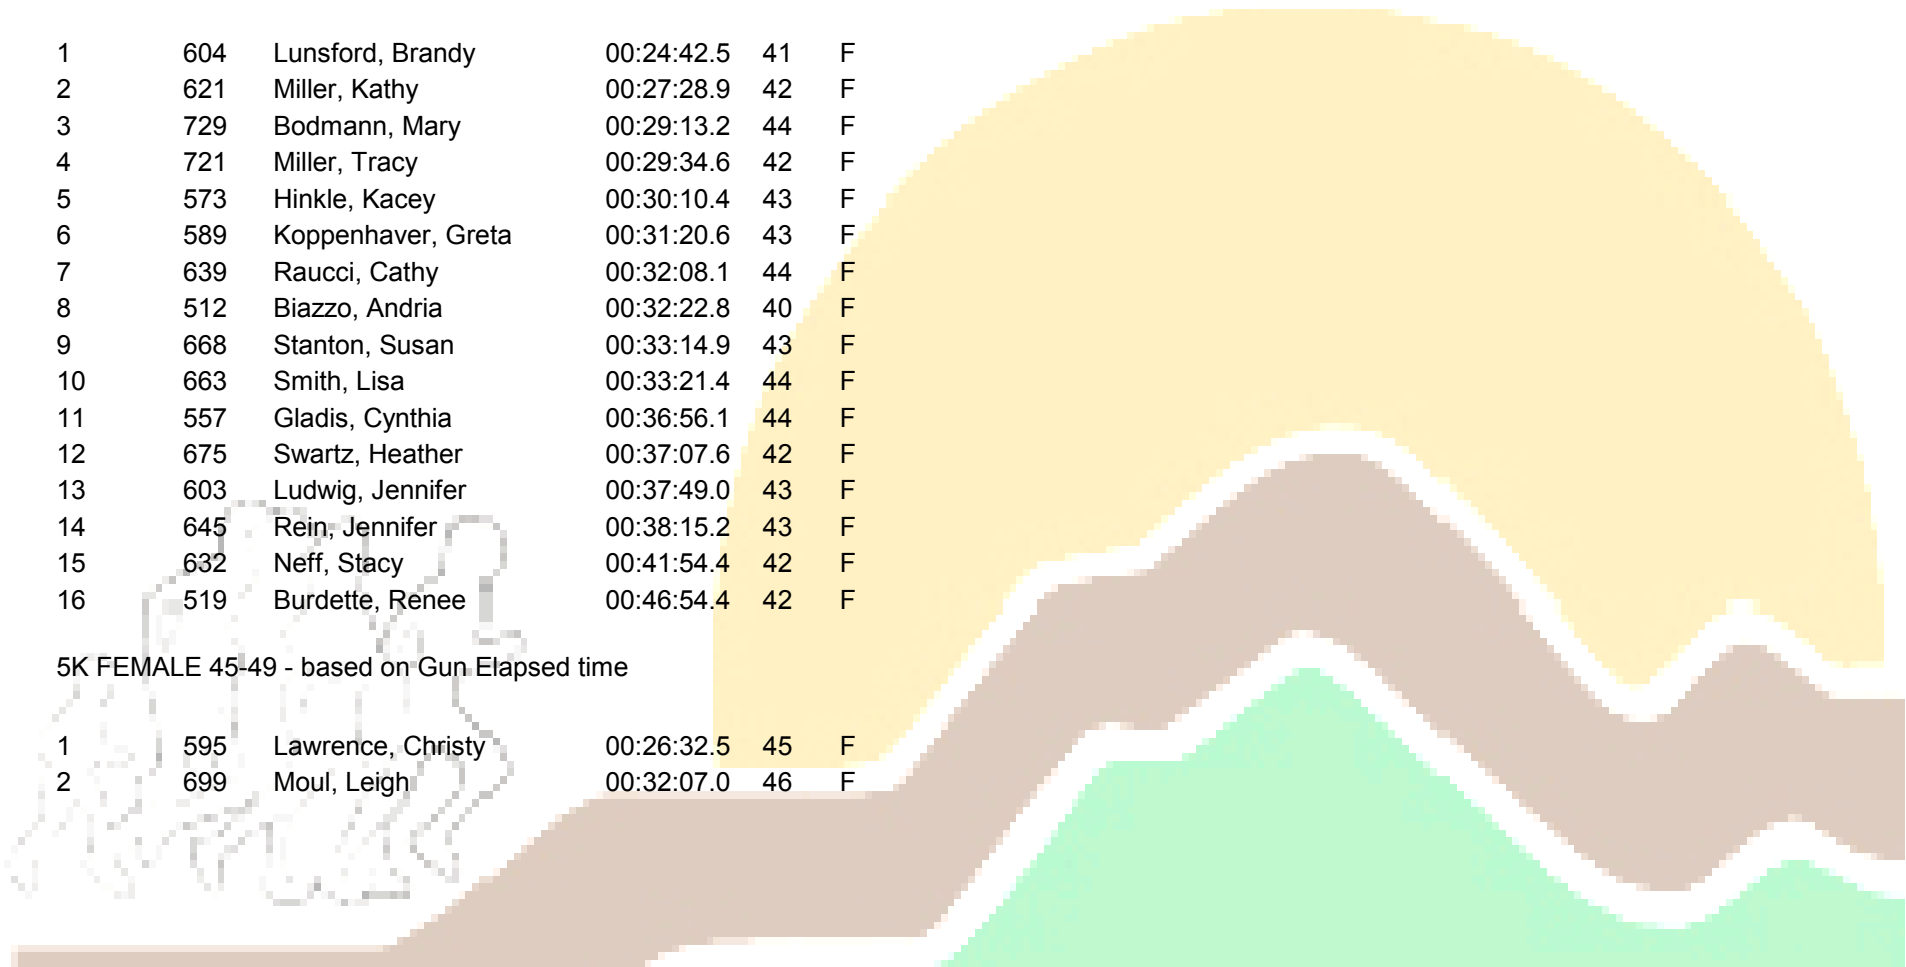 1 604 Lunsford, Brandy 00:24:42.5 41 F
2 621 Miller, Kathy 00:27:28.9 42 F
3 729 Bodmann, Mary 00:29:13.2 44 F
4 721 Miller, Tracy 00:29:34.6 42 F
5 573 Hinkle, Kacey 00:30:10.4 43 F
6 589 Koppenhaver, Greta 00:31:20.6 43 F
7 639 Raucci, Cathy 00:32:08.1 44 F
8 512 Biazzo, Andria 00:32:22.8 40 F
9 668 Stanton, Susan 00:33:14.9 43 F
10 663 Smith, Lisa 00:33:21.4 44 F
11 557 Gladis, Cynthia 00:36:56.1 44 F
12 675 Swartz, Heather 00:37:07.6 42 F
13 603 Ludwig, Jennifer 00:37:49.0 43 F
14 645 Rein, Jennifer 00:38:15.2 43 F
15 632 Neff, Stacy 00:41:54.4 42 F
16 519 Burdette, Renee 00:46:54.4 42 F
5K FEMALE 45-49 - based on Gun Elapsed time
1 595 Lawrence, Christy 00:26:32.5 45 F
2 699 Moul, Leigh 00:32:07.0 46 F